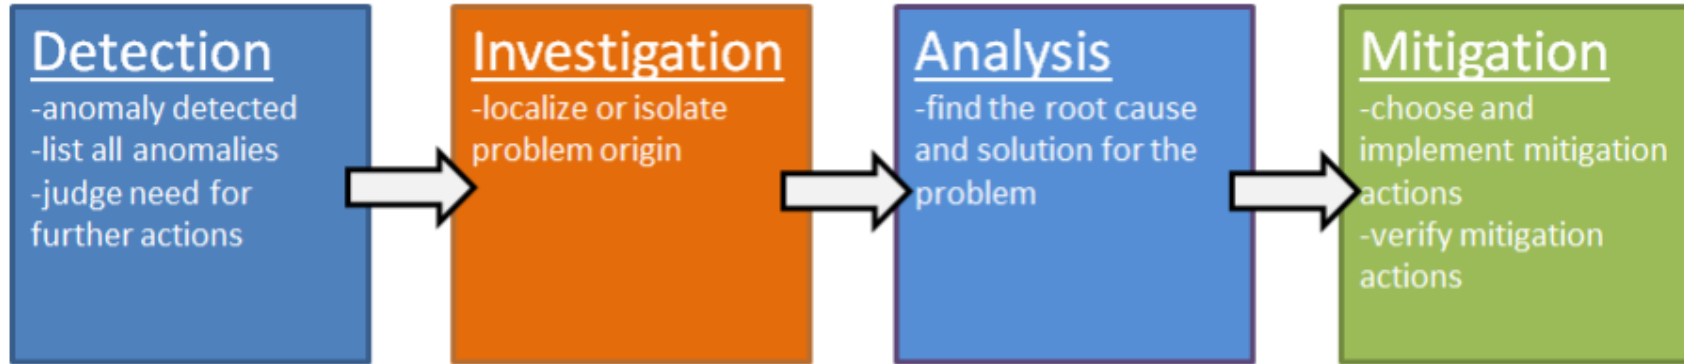 Detection
-anomaly detected
-list all anomalies
-judge need for
further actions
Investigation
-localize or isolate
problem origin
Analysis
-find the root cause
and solution for the
problem
Mitigation
-choose and
implement mitigation
actions
-verify mitigation
actions